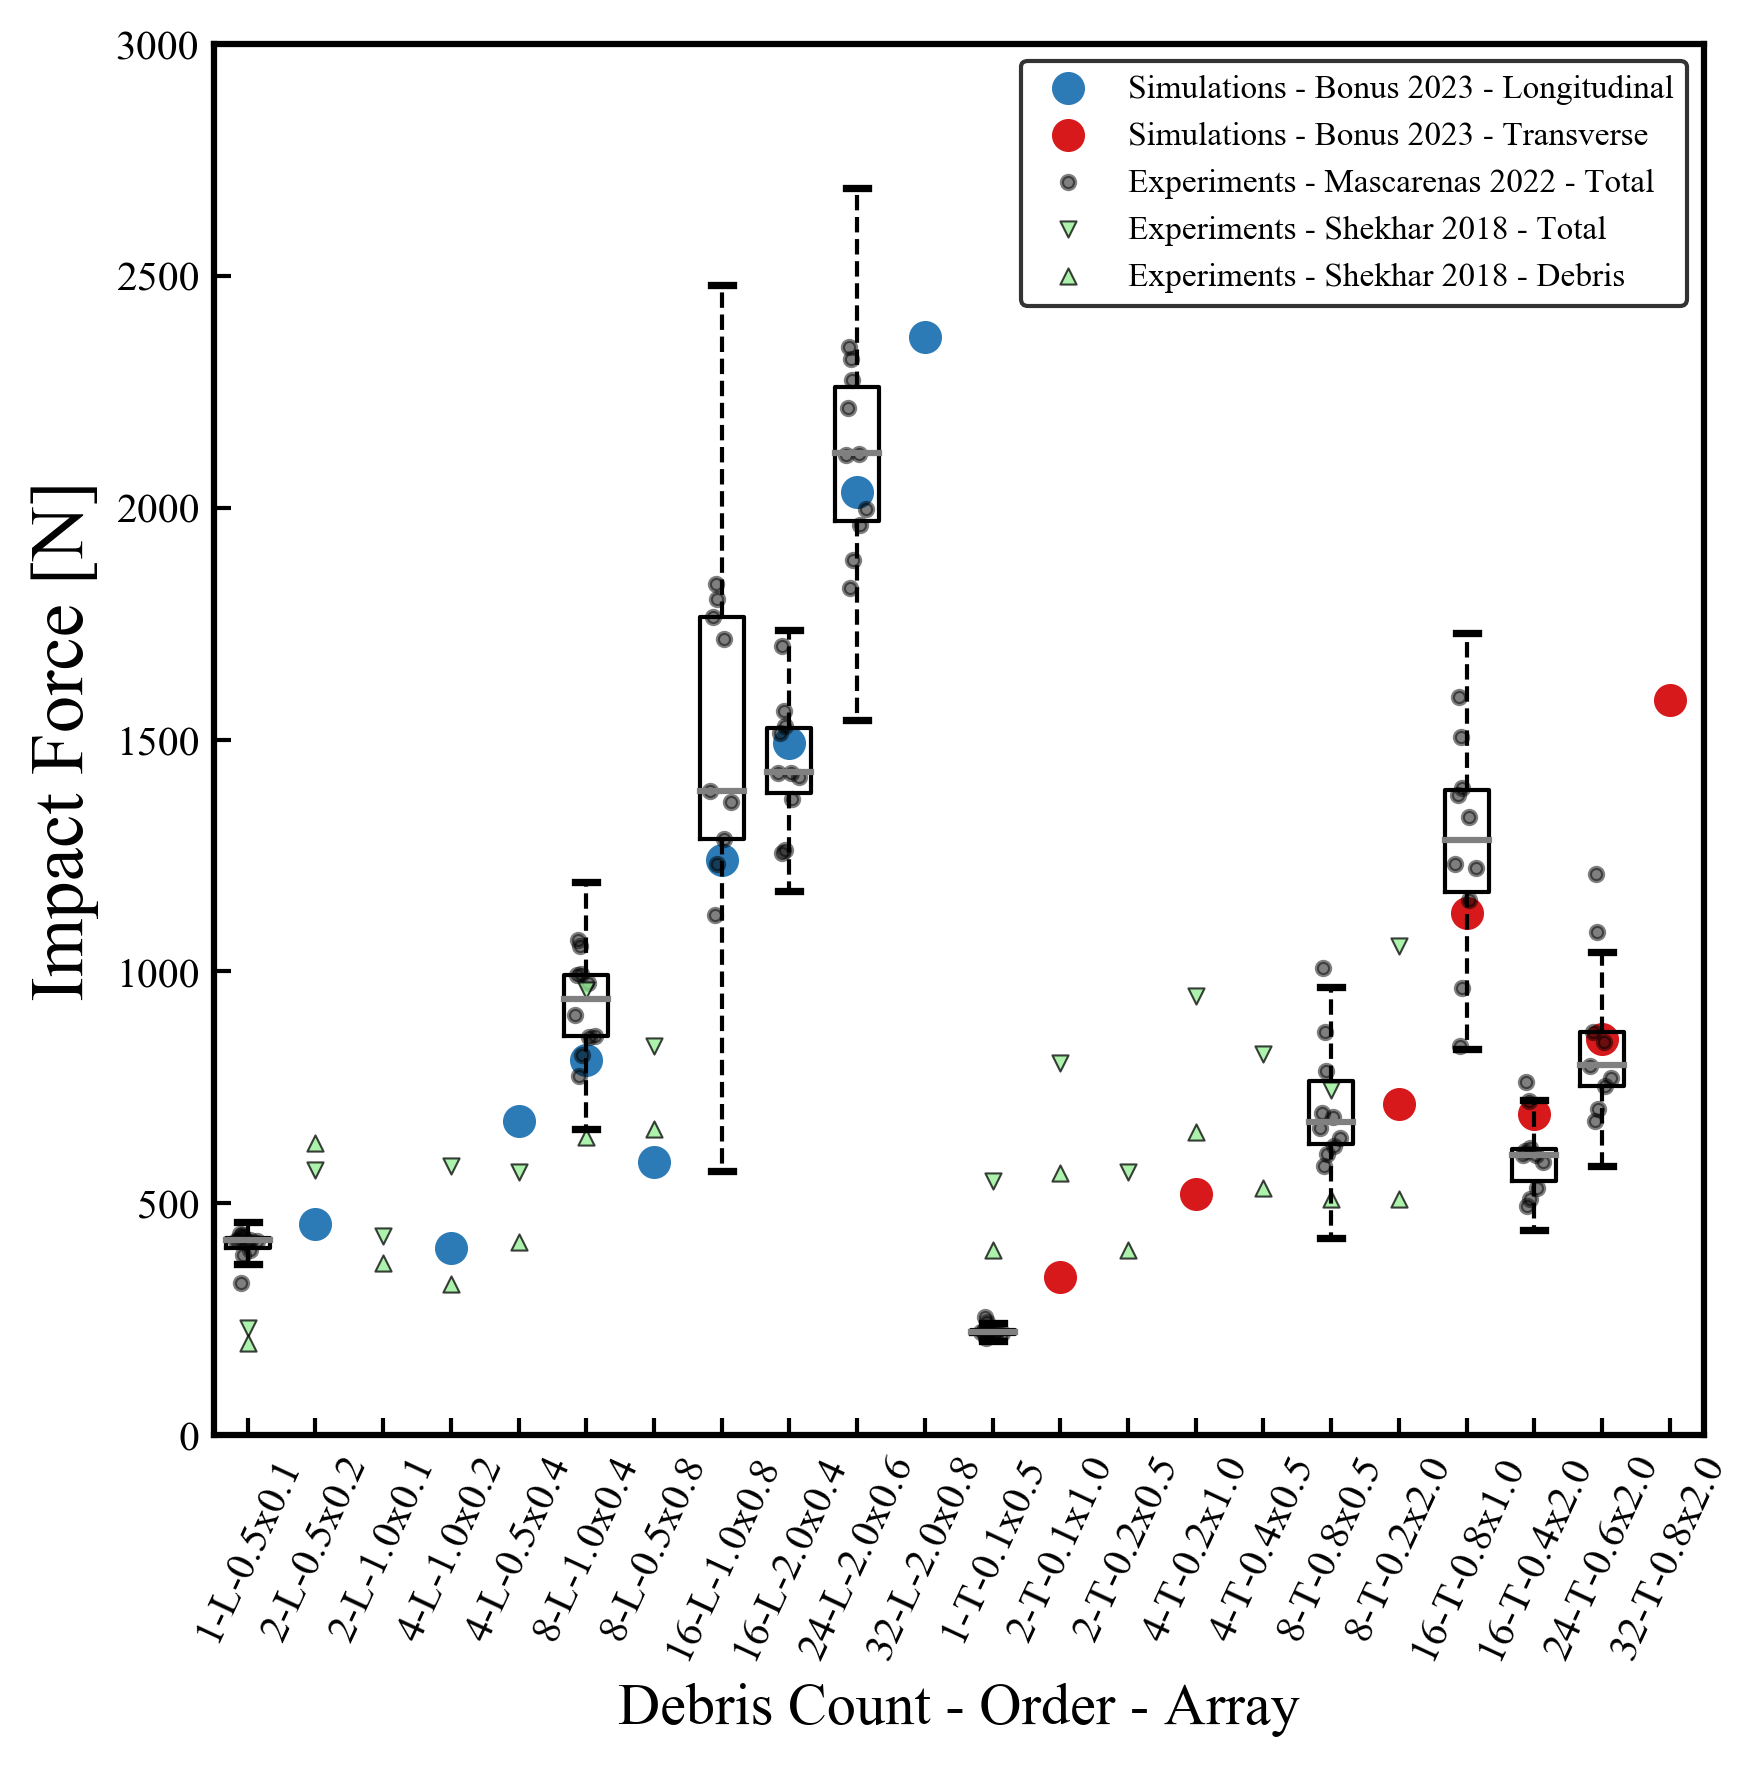 3000
2500
2000
1500
1000
500
0
Impact Force [N]
Simulations - Bonus 2023 - Longitudinal
Simulations - Bonus 2023 - Transverse
Experiments - Mascarenas 2022 - Total
Experiments - Shekhar 2018 - Total
Experiments - Shekhar 2018 - Debris
1-L-0.5x0.1
2-L-0.5x0.2
2-L-1.0x0.1
4-L-1.0x0.2
4-L-0.5x0.4
8-L-1.0x0.4
8-L-0.5x0.8
16-L-1.0x0.8
16-L-2.0x0.4
24-L-2.0x0.6
32-L-2.0x0.8
1-T-0.1x0.5
2-T-0.1x1.0
2-T-0.2x0.5
4-T-0.2x1.0
4-T-0.4x0.5
8-T-0.8x0.5
8-T-0.2x2.0
16-T-0.8x1.0
16-T-0.4x2.0
24-T-0.6x2.0
32-T-0.8x2.0
Debris Count - Order - Array